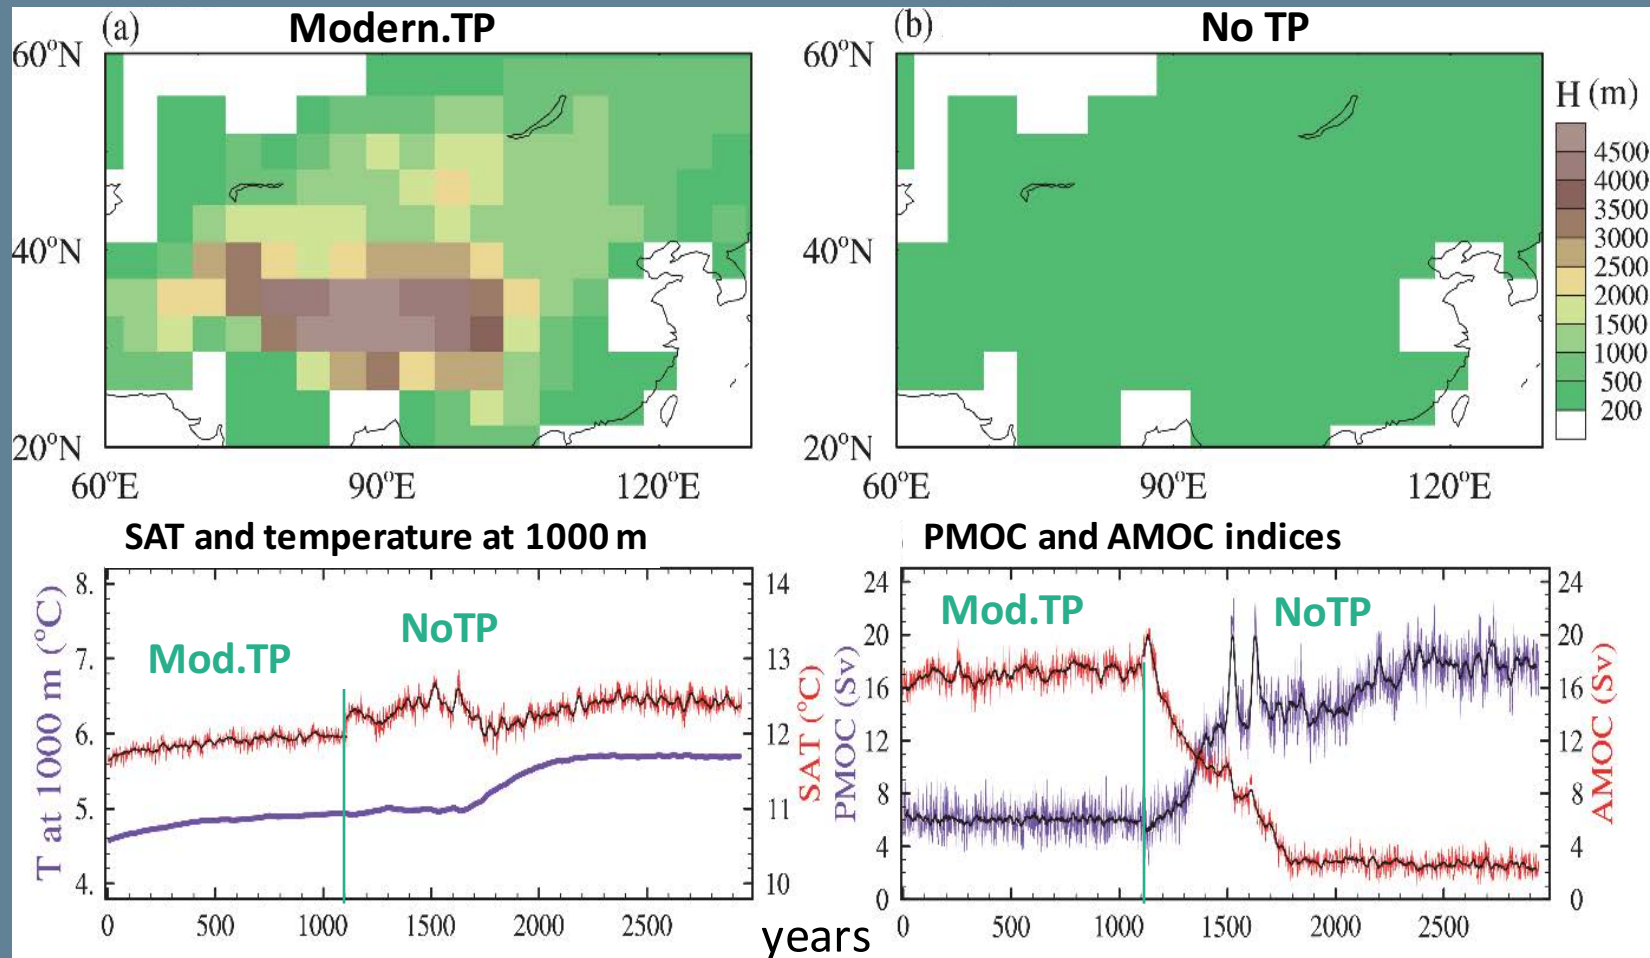 (a) Modern.TP
(b) No TP
60°N
40°N
20°N
60°E 90°E 120°E
60°N
40°N
20°N
60°E 90°E 120°E
H (m)
4500
4000
3500
3000
2500
2000
1500
1000
500
200
SAT and temperature at 1000 m
T at 1000 m (°C)
8.
7.
6.
5.
4.
Mod.TP
NoTP
14
13
12
11
10
SAT (°C)
0 500 1000 1500 2000 2500
PMOC and AMOC indices
PMOC (Sv)
24
20
16
12
8
4
0
Mod.TP
NoTP
24
20
16
12
8
4
0
AMOC (Sv)
0 500 1000 1500 2000 2500
years